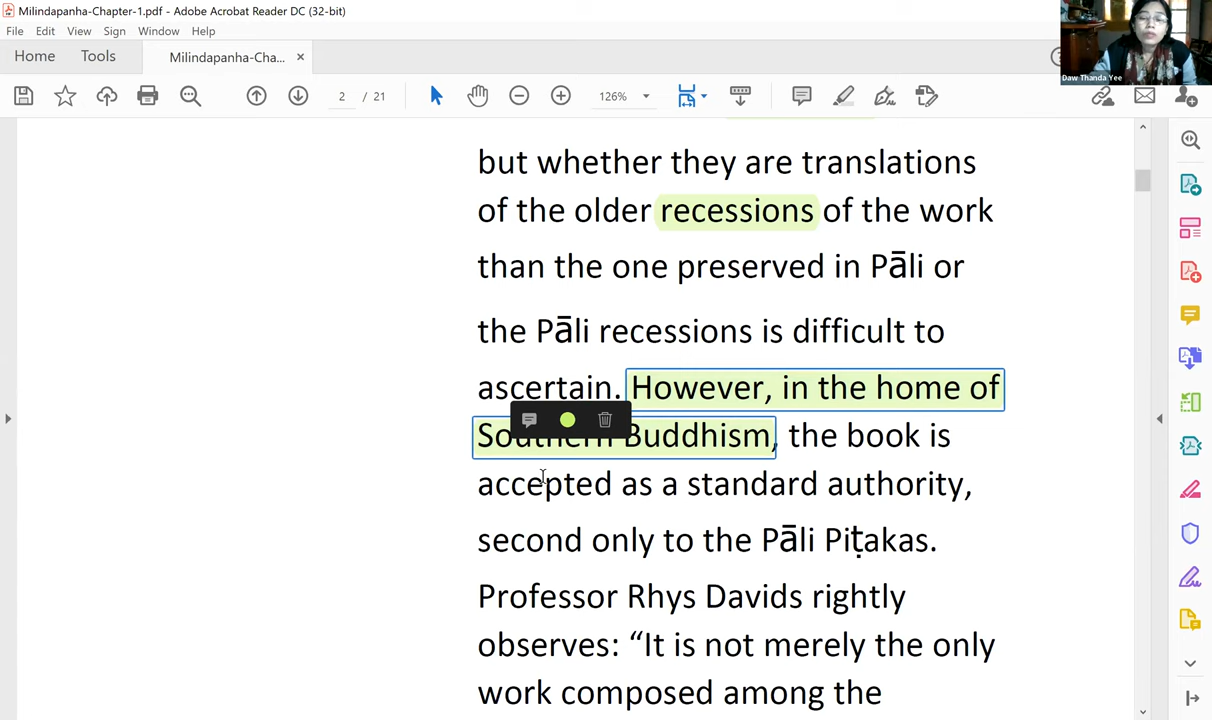 Milindapanha-Chapter-1.pdf - Adobe Acrobat Reader DC (32-bit)
File Edit View Sign Window Help
Home Tools Milindapanha-Cha... ×
2 / 21 126%
Daw Thanda Yee
but whether they are translations
of the older recessions of the work
than the one preserved in Pāli or
the Pāli recessions is difficult to
ascertain. However, in the home of
Southern Buddhism, the book is
accepted as a standard authority,
second only to the Pāli Piṭakas.
Professor Rhys Davids rightly
observes: “It is not merely the only
work composed among the